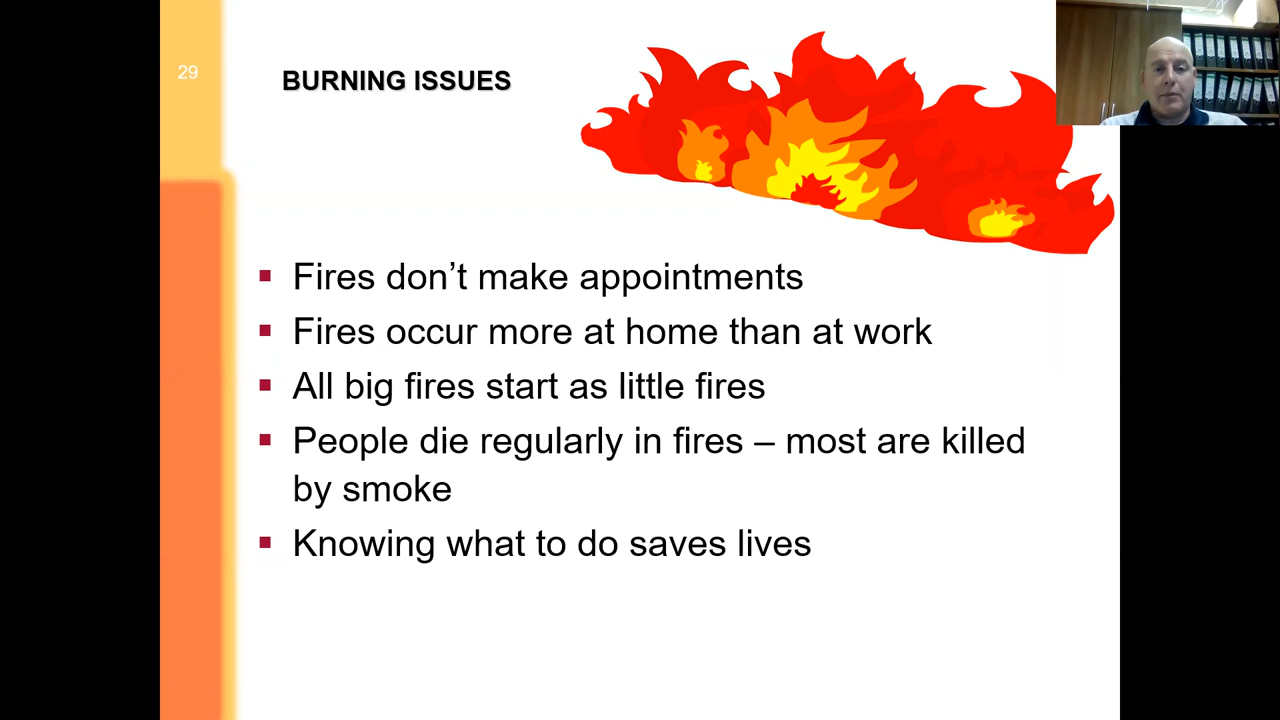 29
BURNING ISSUES
Fires don’t make appointments
Fires occur more at home than at work
All big fires start as little fires
People die regularly in fires – most are killed
by smoke
Knowing what to do saves lives